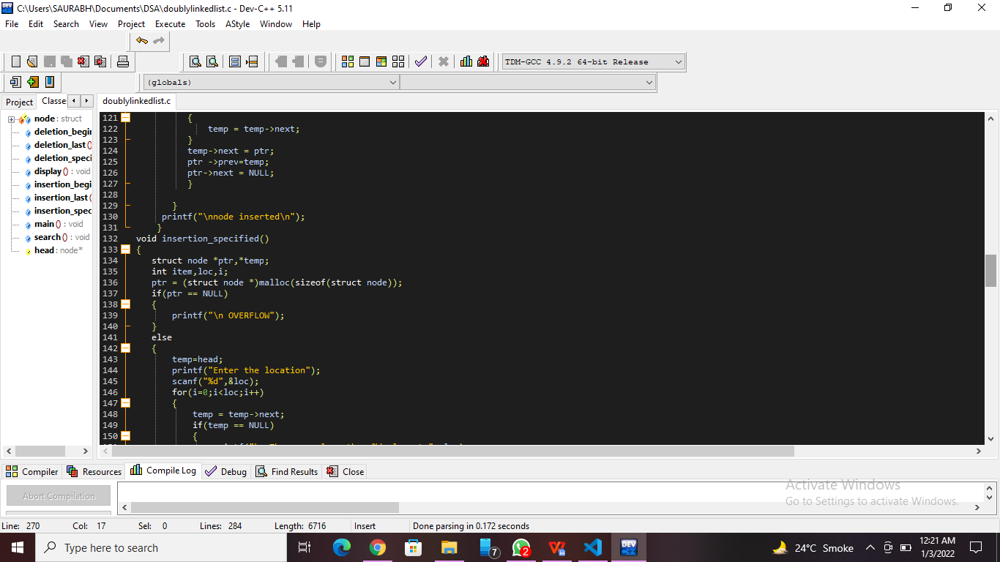 C:\Users\SAURABH\Documents\DSA\doublylinkedlist.c - Dev-C++ 5.11
File Edit Search View Project Execute Tools AStyle Window Help
TDM-GCC 4.9.2 64-bit Release
(globals)
Project Classe doublylinkedlist.c
node : struct
deletion_begin
deletion_last ()
deletion_speci
display () : void
insertion_begi
insertion_last (
insertion_spec
main () : void
search () : void
head : node*
121 {
122 temp = temp->next;
123 }
124 temp->next = ptr;
125 ptr ->prev=temp;
126 ptr->next = NULL;
127 }
128
129 }
130 printf("\nnode inserted\n");
131 }
132 void insertion_specified()
133 {
134 struct node *ptr,*temp;
135 int item,loc,i;
136 ptr = (struct node *)malloc(sizeof(struct node));
137 if(ptr == NULL)
138 {
139 printf("\n OVERFLOW");
140 }
141 else
142 {
143 temp=head;
144 printf("Enter the location");
145 scanf("%d",&loc);
146 for(i=0;i<loc;i++)
147 {
148 temp = temp->next;
149 if(temp == NULL)
150 {
Compiler Resources Compile Log Debug Find Results Close
Abort Compilation
Activate Windows
Go to Settings to activate Windows.
Line: 270 Col: 17 Sel: 0 Lines: 284 Length: 6716 Insert Done parsing in 0.172 seconds
Type here to search
7
2
DEV
24°C Smoke
12:21 AM
1/3/2022